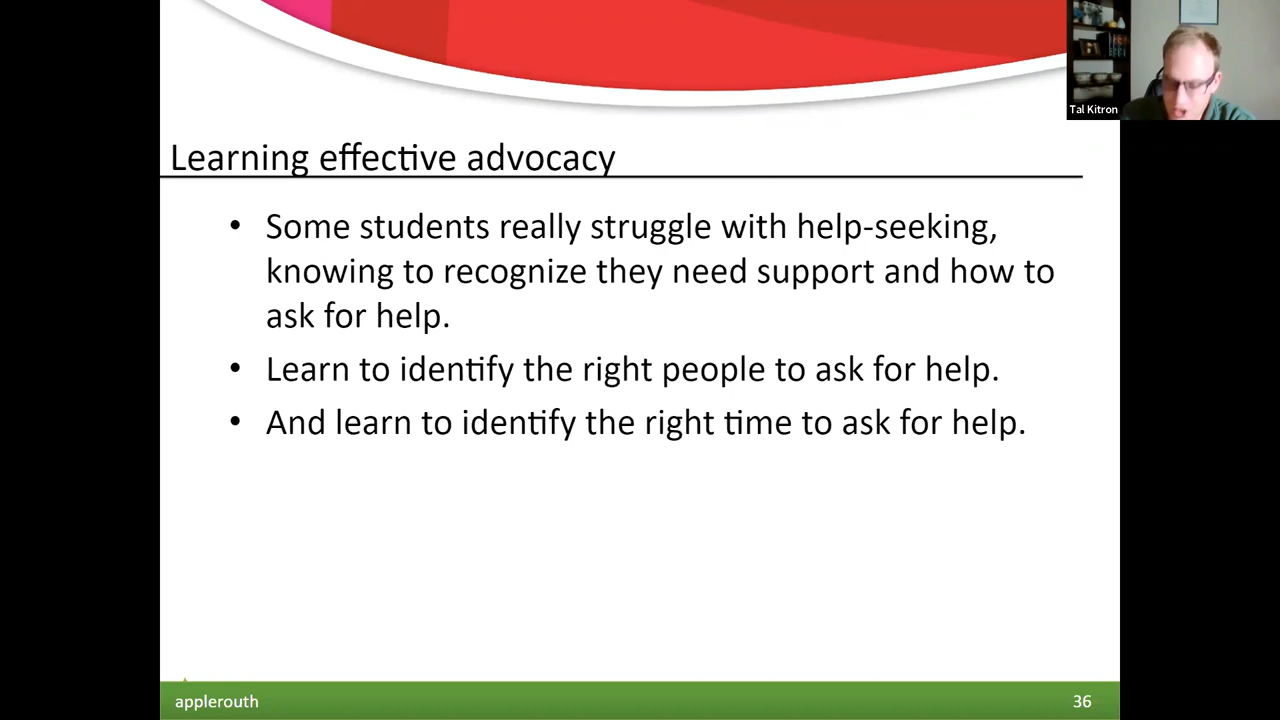 Tal Kitron
Learning effective advocacy
• Some students really struggle with help-seeking,
knowing to recognize they need support and how to
ask for help.
• Learn to identify the right people to ask for help.
• And learn to identify the right time to ask for help.
applerouth
36